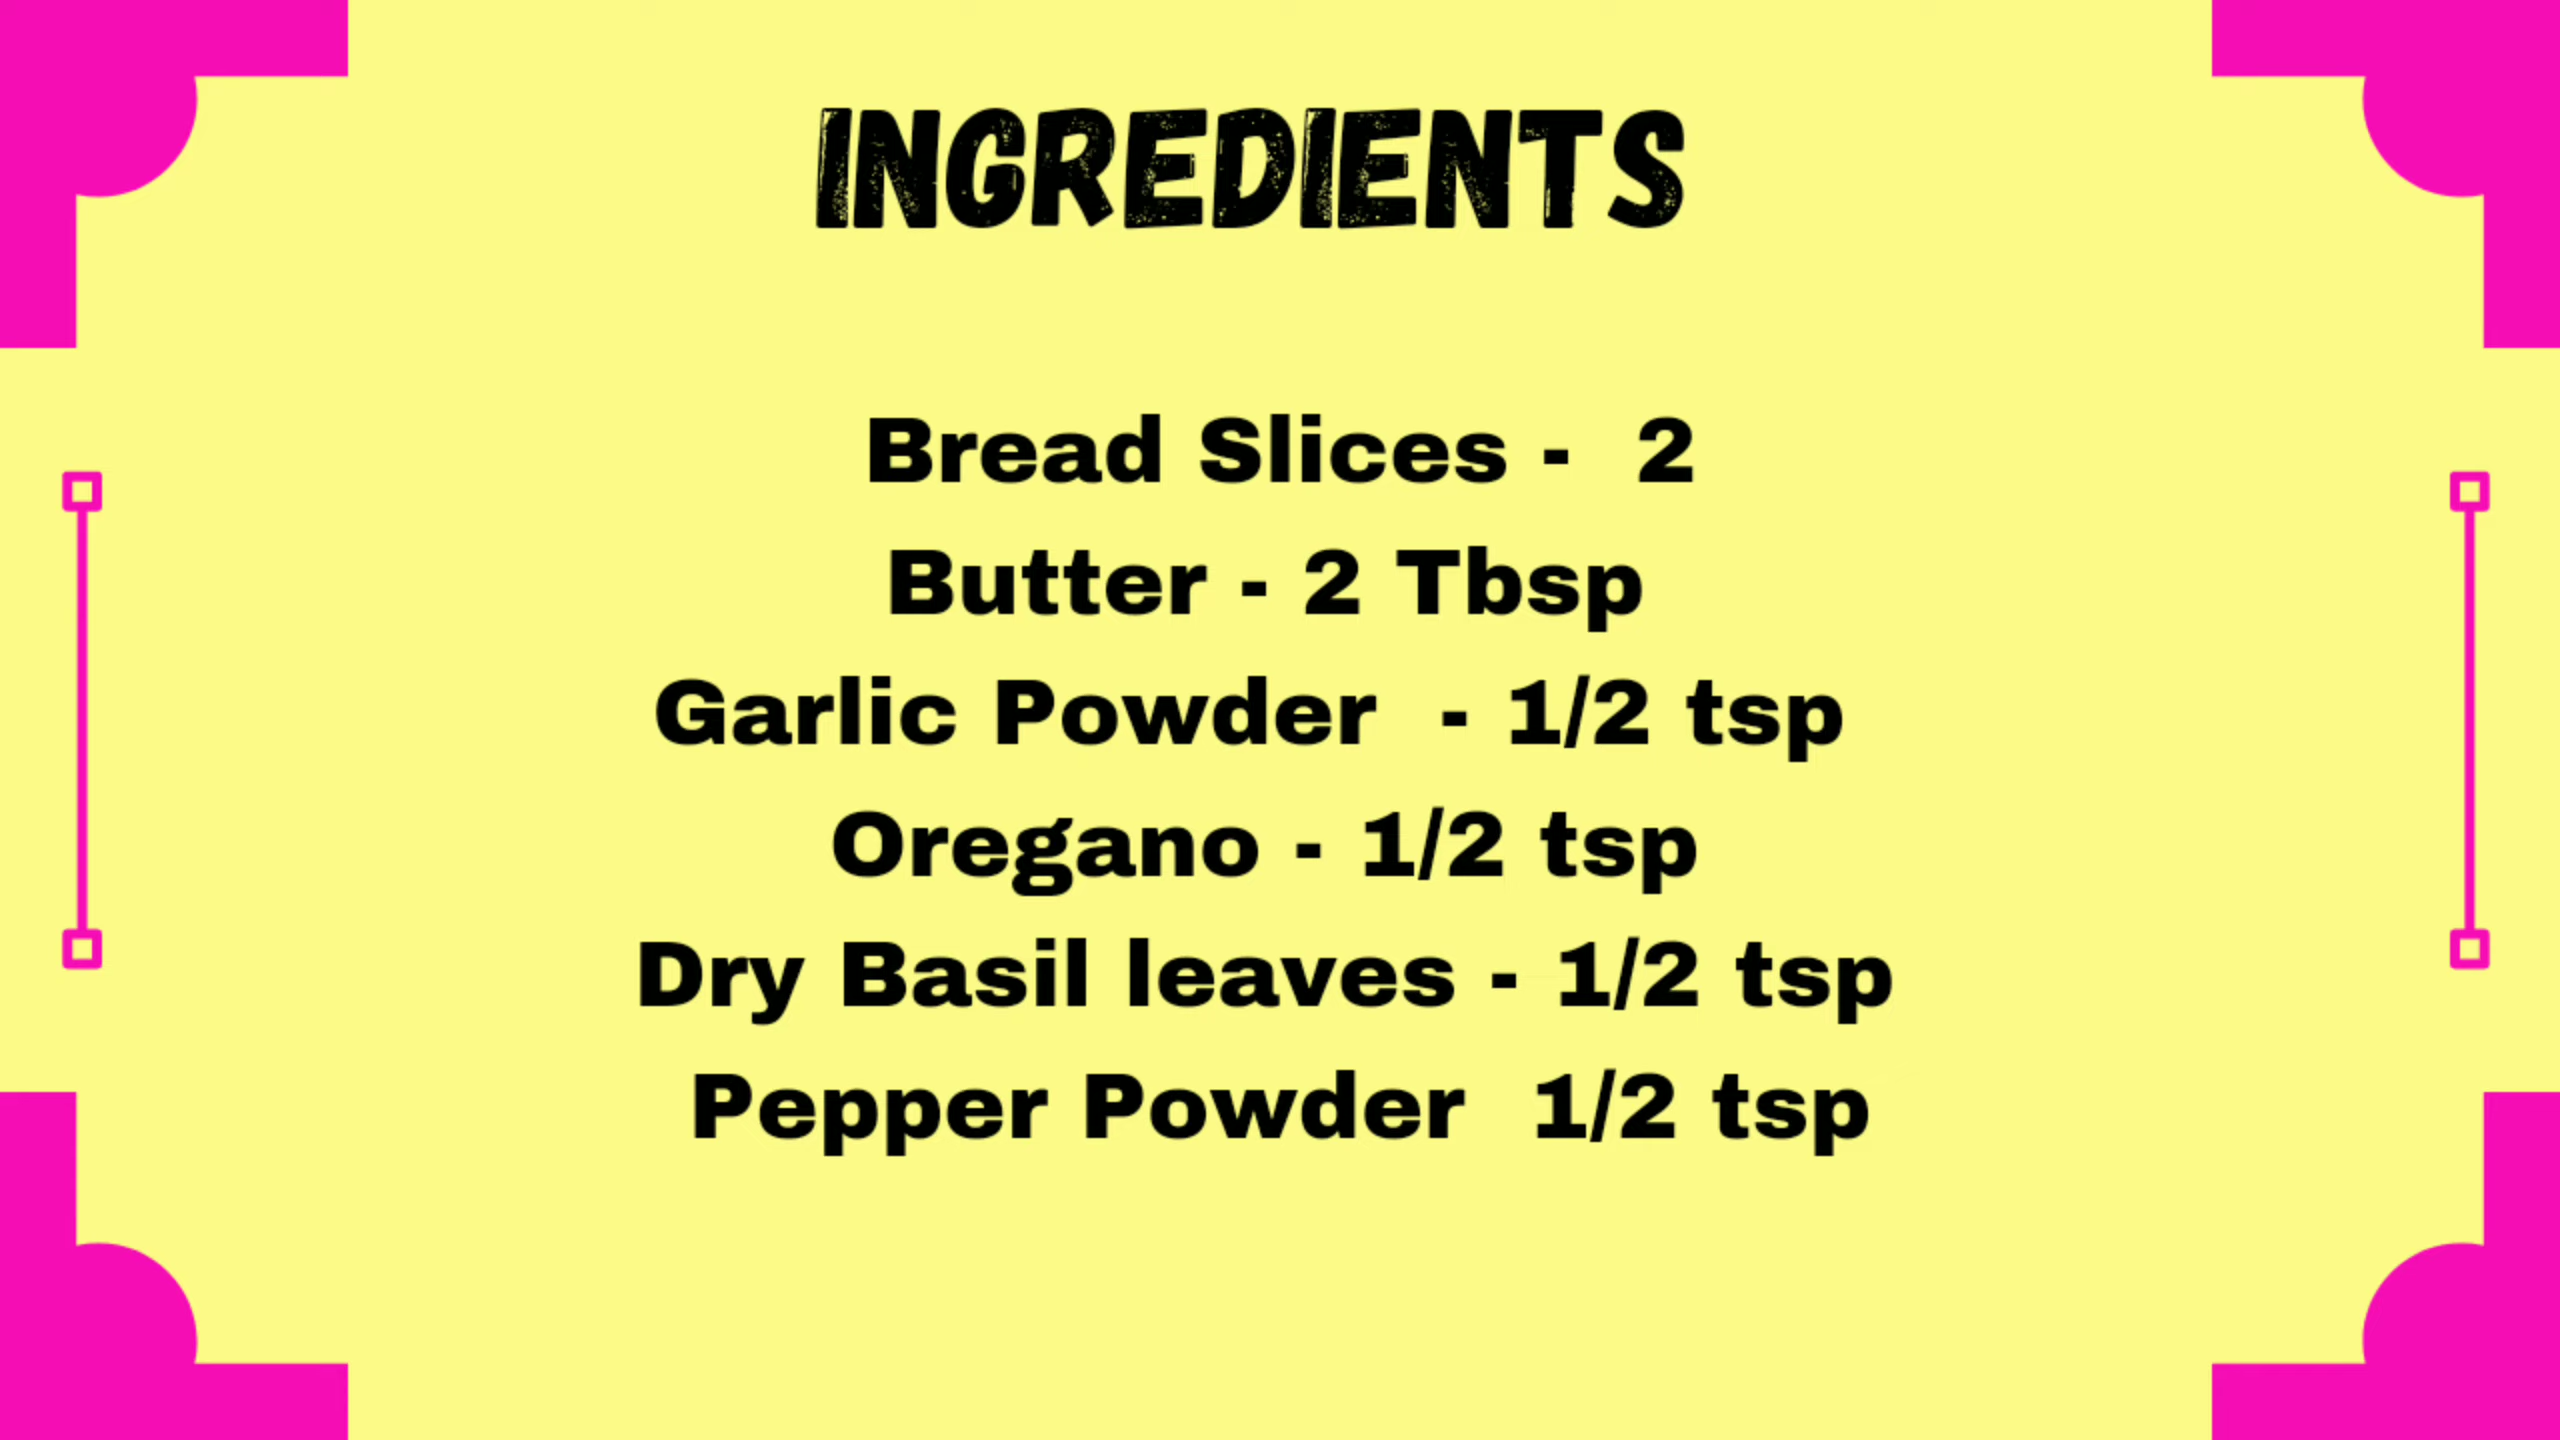 INGREDIENTS
Bread Slices -  2
Butter - 2 Tbsp
Garlic Powder  - 1/2 tsp
Oregano - 1/2 tsp
Dry Basil leaves - 1/2 tsp
Pepper Powder  1/2 tsp